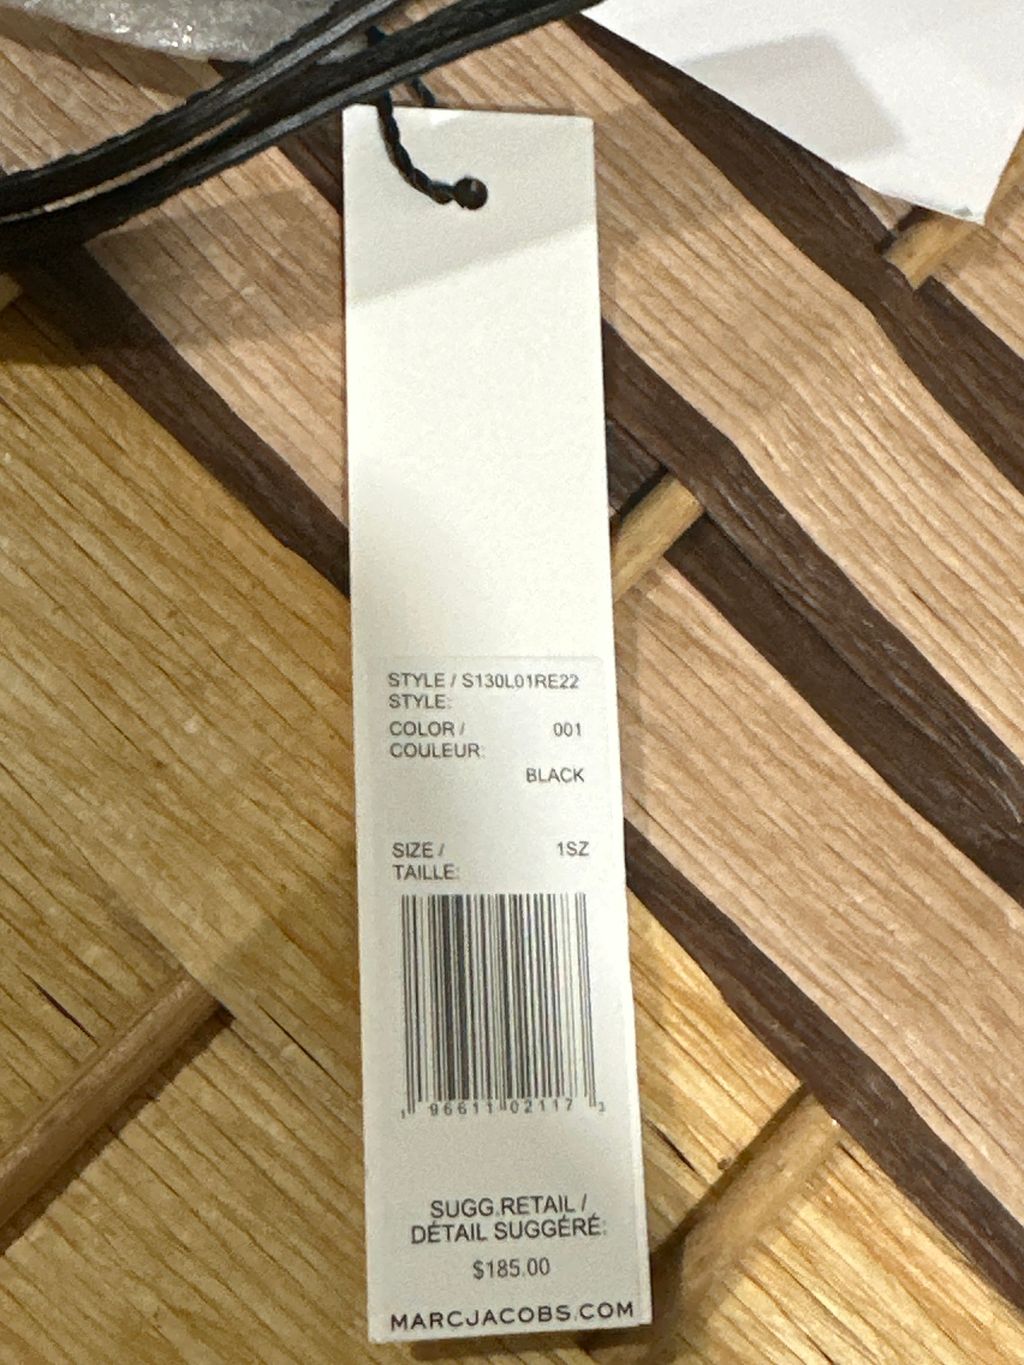 STYLE / S130L01RE22
STYLE:
COLOR / 001
COULEUR:
BLACK
SIZE / 1SZ
TAILLE:
1 96611 02117 3
SUGG.RETAIL /
DÉTAIL SUGGÉRÉ:
$185.00
MARCJACOBS.COM